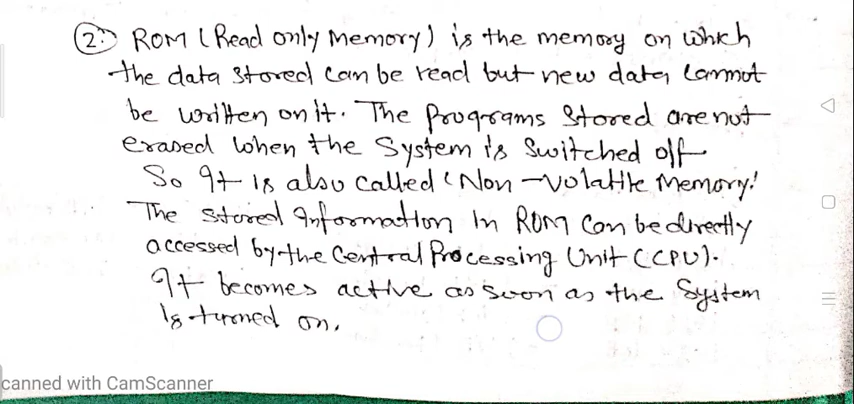 2. ROM (Read only Memory) is the memory on which
the data stored can be read but new data cannot
be written on it. The Programs Stored are not
erased when the System is Switched off
So It is also called 'Non-volatile Memory.'
The stored Information In ROM can be directly
accessed by the Central Processing Unit (CPU).
It becomes active as soon as the System
Is turned on.
canned with CamScanner